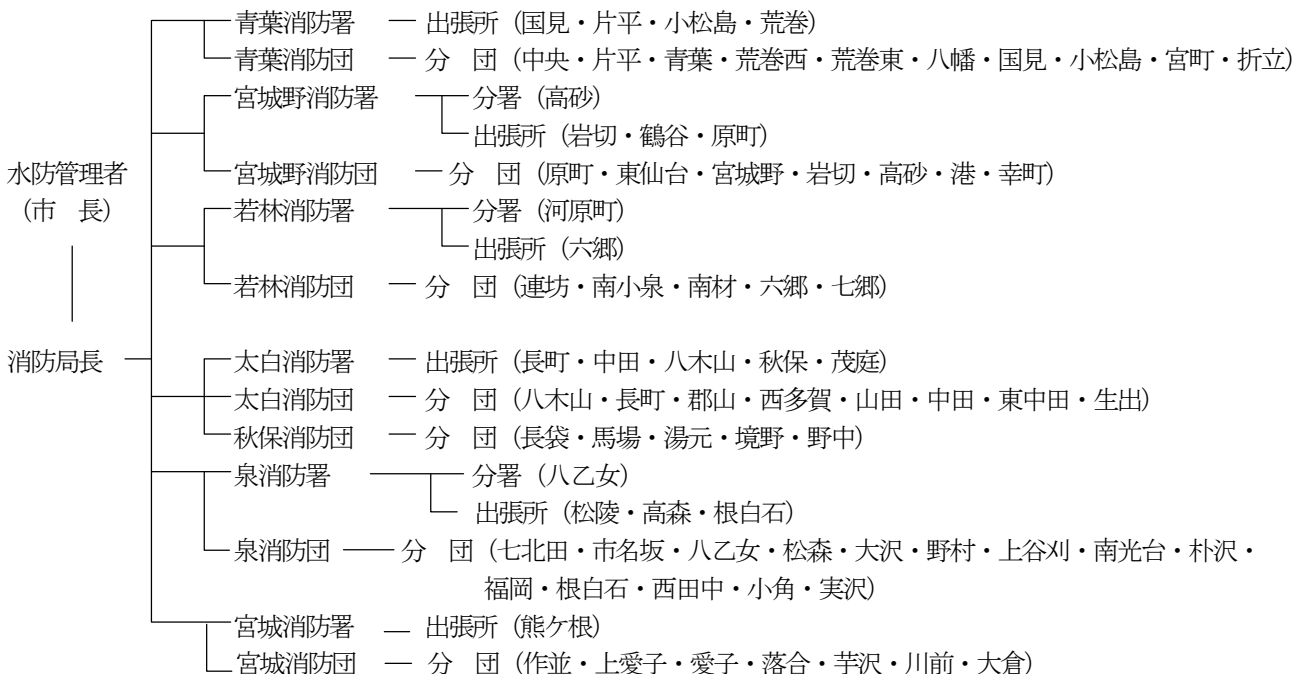 青葉消防署 出張所（国見・片平・小松島・荒巻）
青葉消防団 分　団（中央・片平・青葉・荒巻西・荒巻東・八幡・国見・小松島・宮町・折立）
宮城野消防署 分署（高砂）
出張所（岩切・鶴谷・原町）
水防管理者 宮城野消防団 分　団（原町・東仙台・宮城野・岩切・高砂・港・幸町）
（市　長） 若林消防署 分署（河原町）
出張所（六郷）
若林消防団 分　団（連坊・南小泉・南材・六郷・七郷）
消防局長 太白消防署 出張所（長町・中田・八木山・秋保・茂庭）
太白消防団 分　団（八木山・長町・郡山・西多賀・山田・中田・東中田・生出）
秋保消防団 分　団（長袋・馬場・湯元・境野・野中）
泉消防署 分署（八乙女）
出張所（松陵・高森・根白石）
泉消防団 分　団（七北田・市名坂・八乙女・松森・大沢・野村・上谷刈・南光台・朴沢・
福岡・根白石・西田中・小角・実沢）
宮城消防署 出張所（熊ケ根）
宮城消防団 分　団（作並・上愛子・愛子・落合・芋沢・川前・大倉）